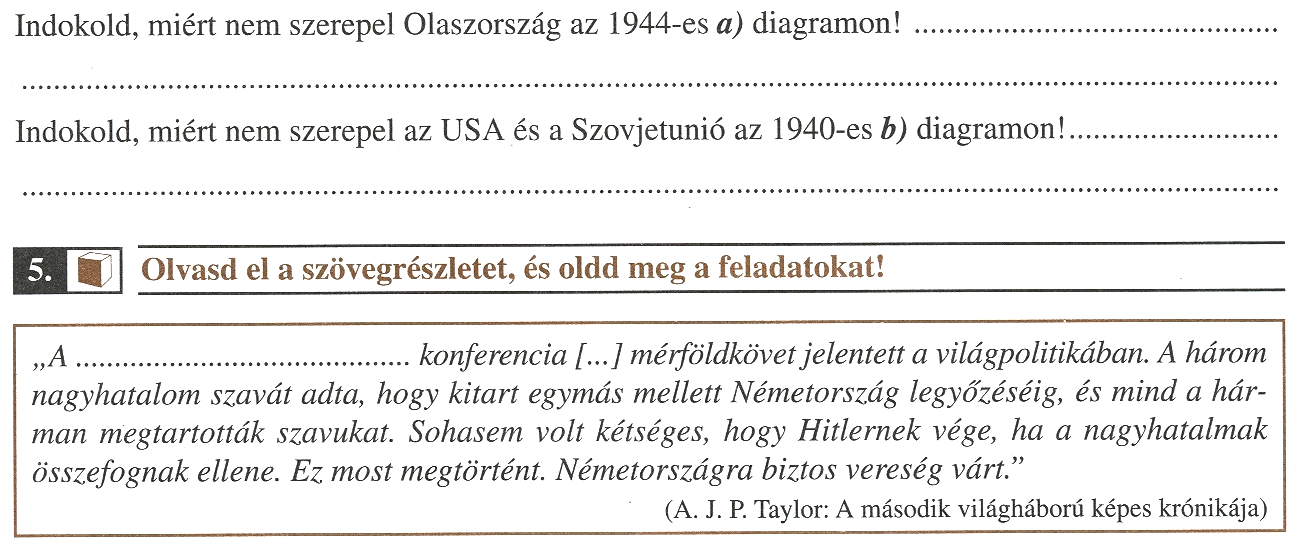 Indokold, miért nem szerepel Olaszország az 1944-es a) diagramon! ................................................
................................................................................................................................................................
Indokold, miért nem szerepel az USA és a Szovjetunió az 1940-es b) diagramon!...........................
................................................................................................................................................................
5. Olvasd el a szövegrészletet, és oldd meg a feladatokat!
„A .......................................... konferencia [...] mérföldkövet jelentett a világpolitikában. A három
nagyhatalom szavát adta, hogy kitart egymás mellett Németország legyőzéséig, és mind a hár-
man megtartották szavukat. Sohasem volt kétséges, hogy Hitlernek vége, ha a nagyhatalmak
összefognak ellene. Ez most megtörtént. Németországra biztos vereség várt.”
(A. J. P. Taylor: A második világháború képes krónikája)